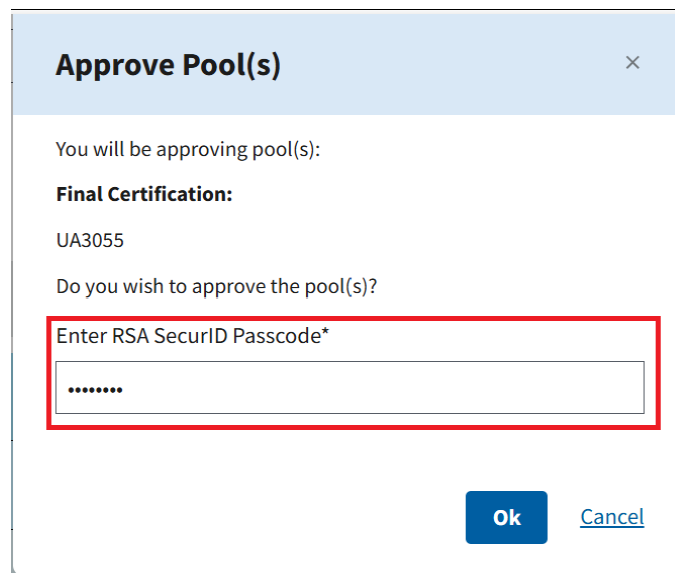 Approve Pool(s)
×
You will be approving pool(s):
Final Certification:
UA3055
Do you wish to approve the pool(s)?
Enter RSA SecurID Passcode*
••••••••
Ok
Cancel